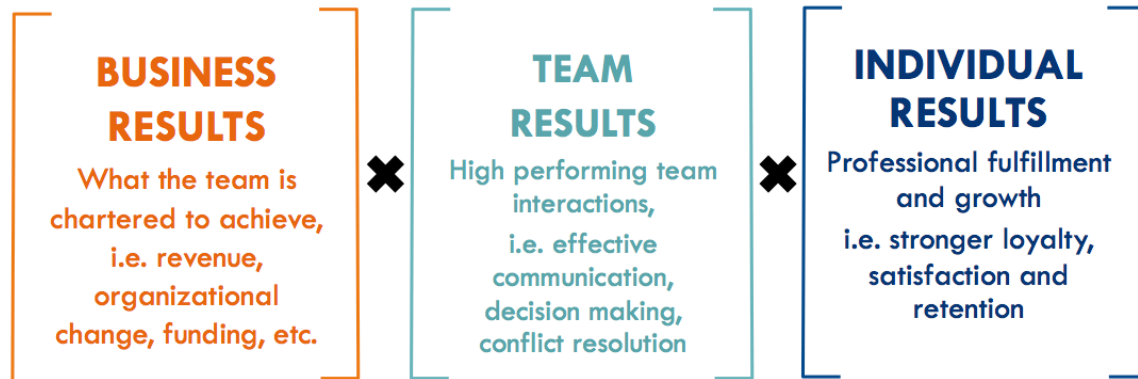 BUSINESS
RESULTS
What the team is
chartered to achieve,
i.e. revenue,
organizational
change, funding, etc.
TEAM
RESULTS
High performing team
interactions,
i.e. effective
communication,
decision making,
conflict resolution
INDIVIDUAL
RESULTS
Professional fulfillment
and growth
i.e. stronger loyalty,
satisfaction and
retention